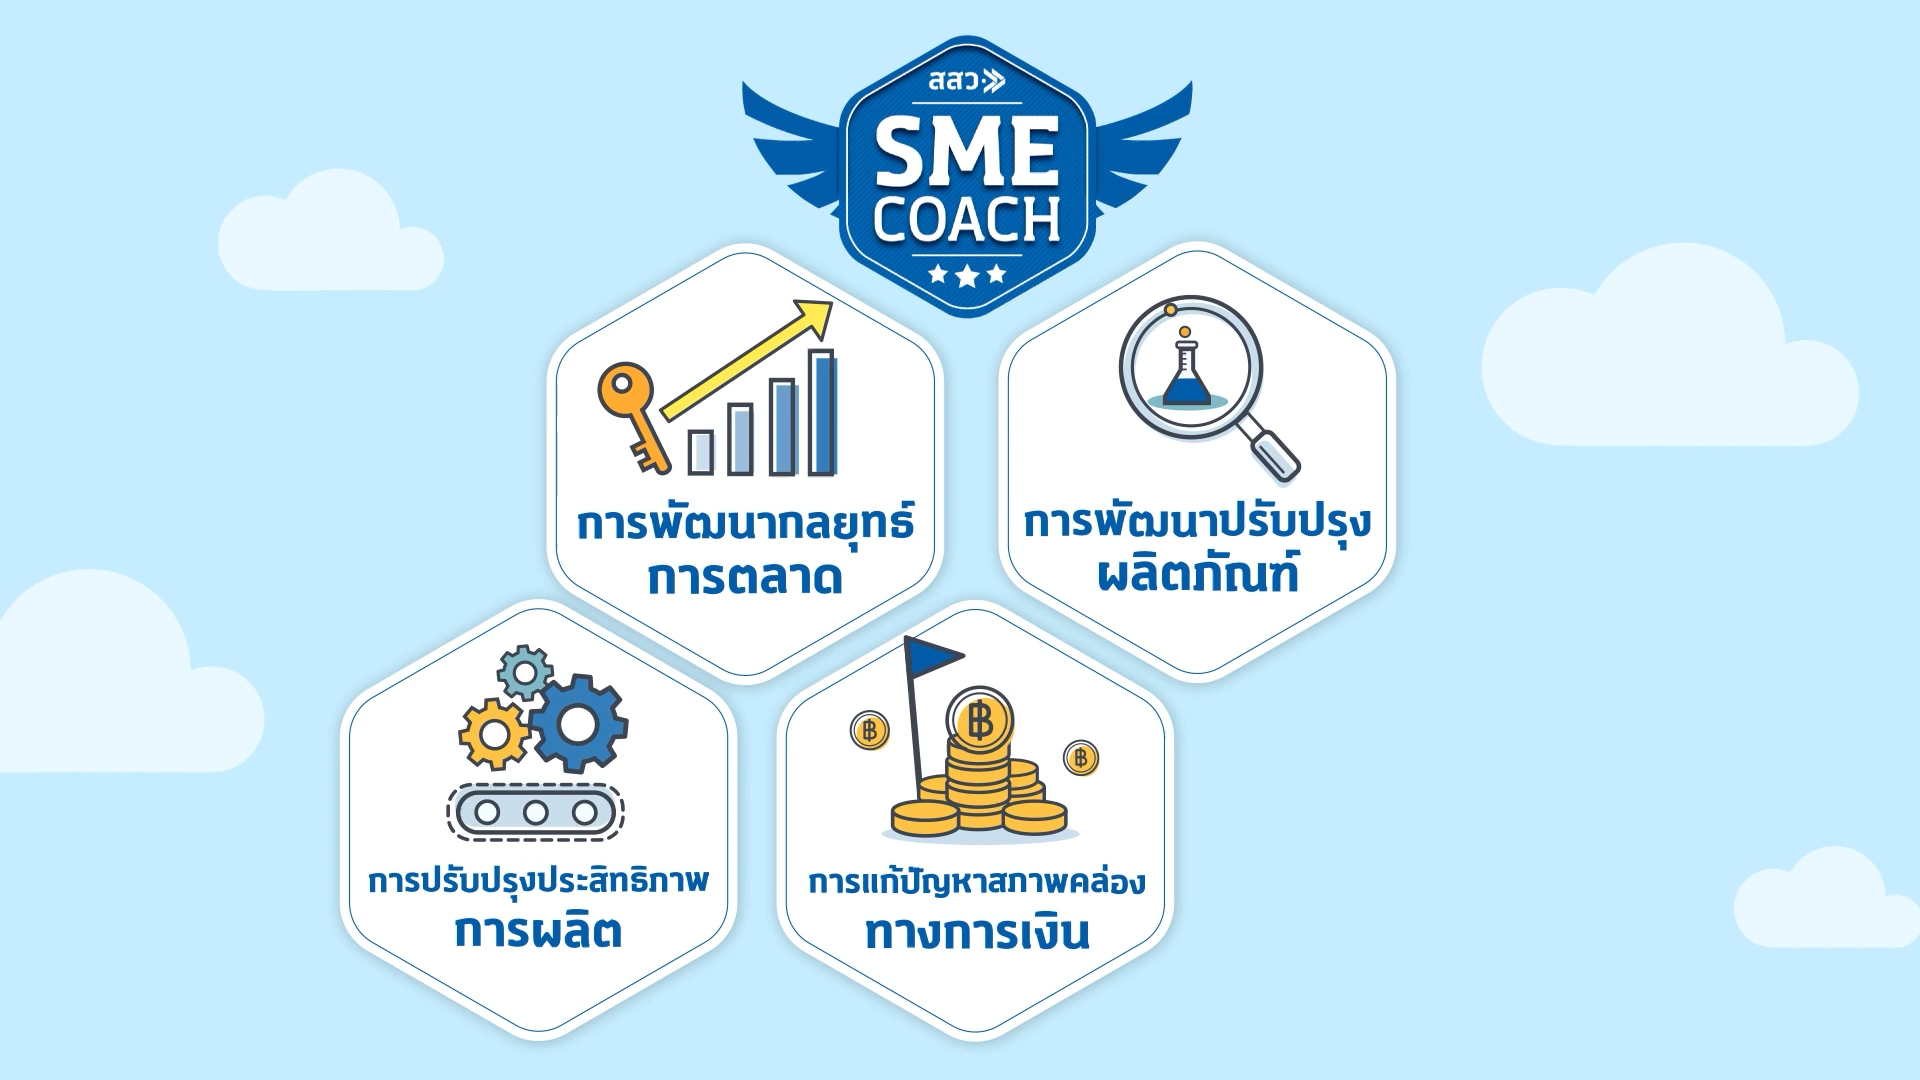 สสว
SME
COACH
การพัฒนากลยุทธ์
การตลาด
การพัฒนาปรับปรุง
ผลิตภัณฑ์
การปรับปรุงประสิทธิภาพ
การผลิต
฿
฿
฿
การแก้ปัญหาสภาพคล่อง
ทางการเงิน